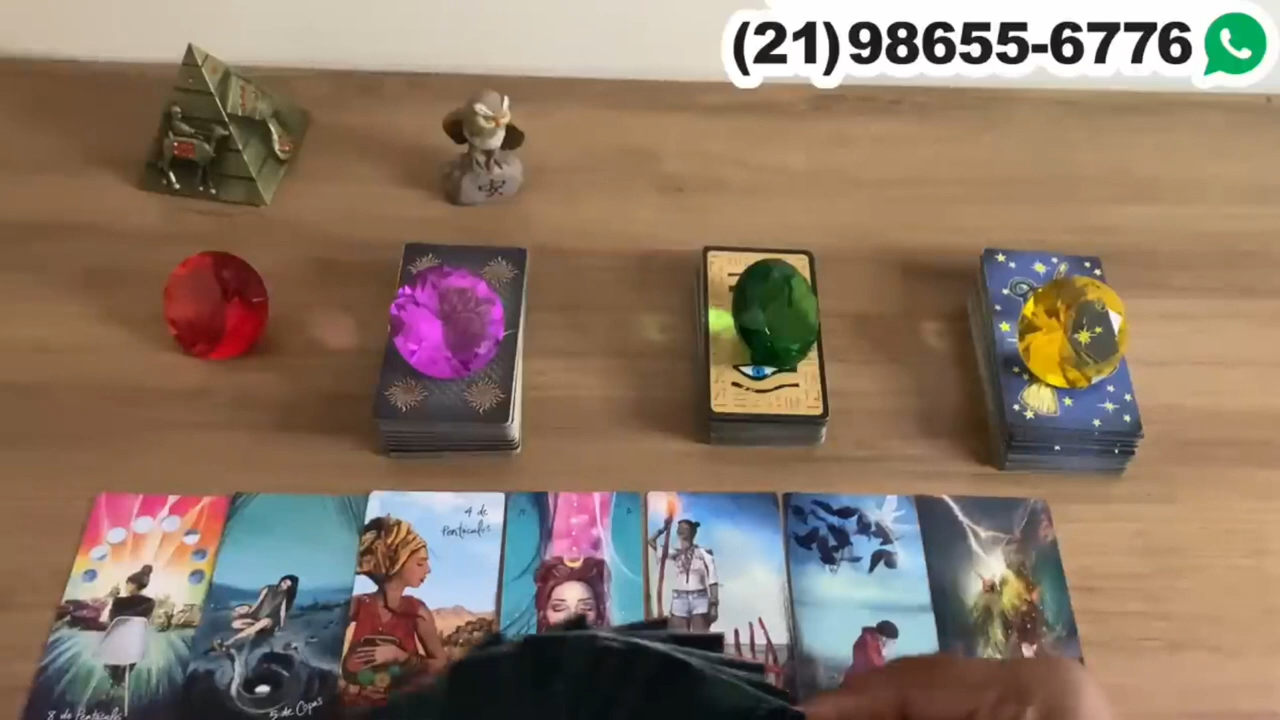 (21)98655-6776
4 de
Pentáculos
8 de Pentáculos
5 de Copas